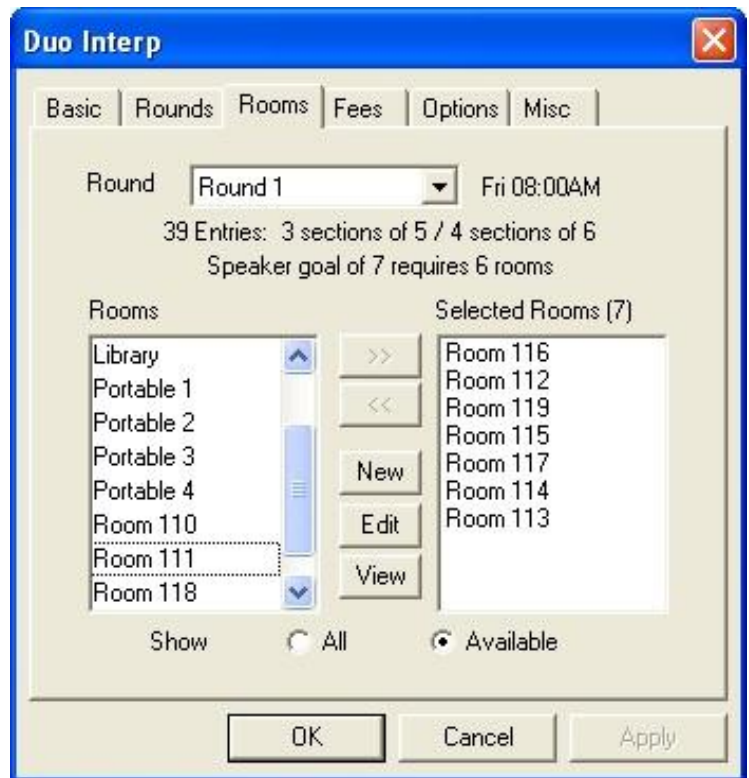 Duo Interp
Basic Rounds Rooms Fees Options Misc
Round Round 1 Fri 08:00AM
39 Entries: 3 sections of 5 / 4 sections of 6
Speaker goal of 7 requires 6 rooms
Rooms
Library
Portable 1
Portable 2
Portable 3
Portable 4
Room 110
Room 111
Room 118
>>
<<
New
Edit
View
Selected Rooms (7)
Room 116
Room 112
Room 119
Room 115
Room 117
Room 114
Room 113
Show All Available
OK Cancel Apply